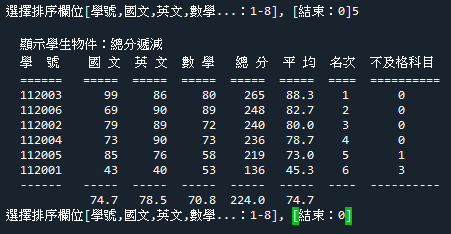 選擇排序欄位[學號,國文,英文,數學...：1-8], [結束：0]5
顯示學生物件：總分遞減
學 號 國 文 英 文 數 學 總 分 平 均 名次 不及格科目
====== ===== ===== ===== ===== ===== ==== ==========
112003 99 86 80 265 88.3 1 0
112006 69 90 89 248 82.7 2 0
112002 79 89 72 240 80.0 3 0
112004 73 90 73 236 78.7 4 0
112005 85 76 58 219 73.0 5 1
112001 43 40 53 136 45.3 6 3
------ ----- ----- ----- ----- ----- ---- ----------
74.7 78.5 70.8 224.0 74.7
選擇排序欄位[學號,國文,英文,數學...：1-8], [結束：0]